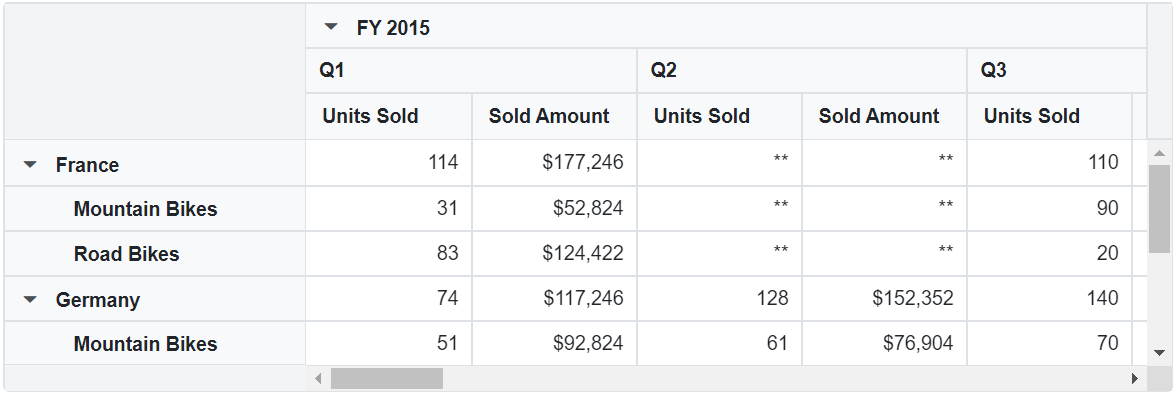 FY 2015
Q1 Q2 Q3
Units Sold Sold Amount Units Sold Sold Amount Units Sold
France 114 $177,246 ** ** 110
Mountain Bikes 31 $52,824 ** ** 90
Road Bikes 83 $124,422 ** ** 20
Germany 74 $117,246 128 $152,352 140
Mountain Bikes 51 $92,824 61 $76,904 70